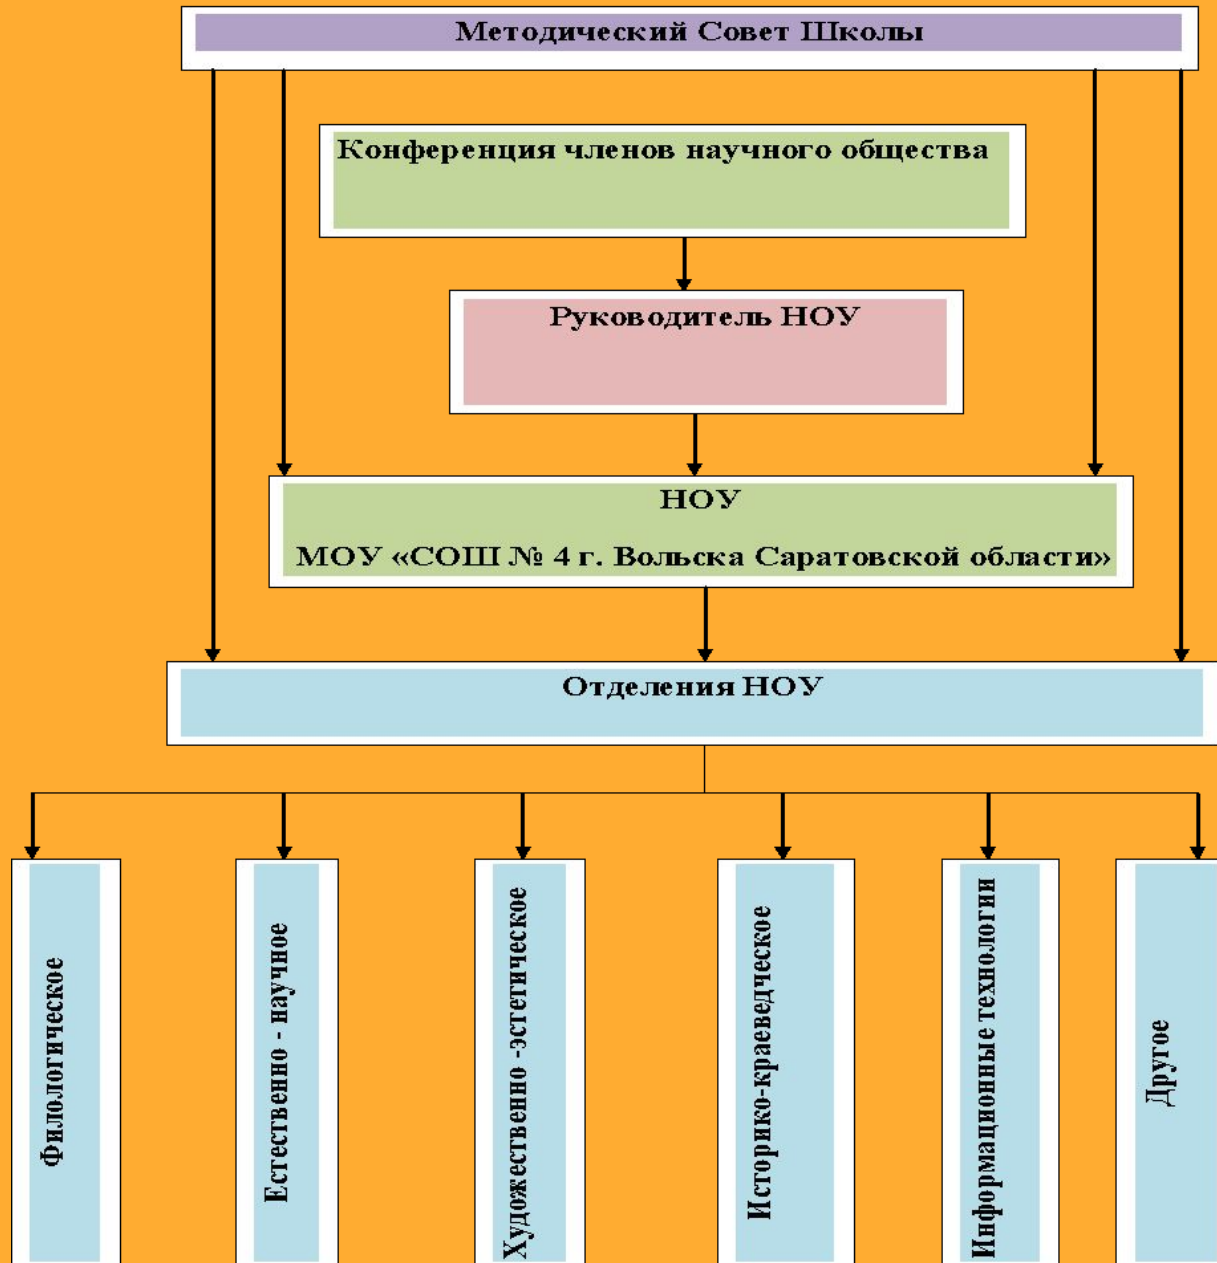 Методический Совет Школы
Конференция членов научного общества
Руководитель НОУ
НОУ
МОУ «СОШ № 4 г. Вольска Саратовской области»
Отделения НОУ
Филологическое
Естественно - научное
Художественно -эстетическое
Историко-краеведческое
Информационные технологии
Другое